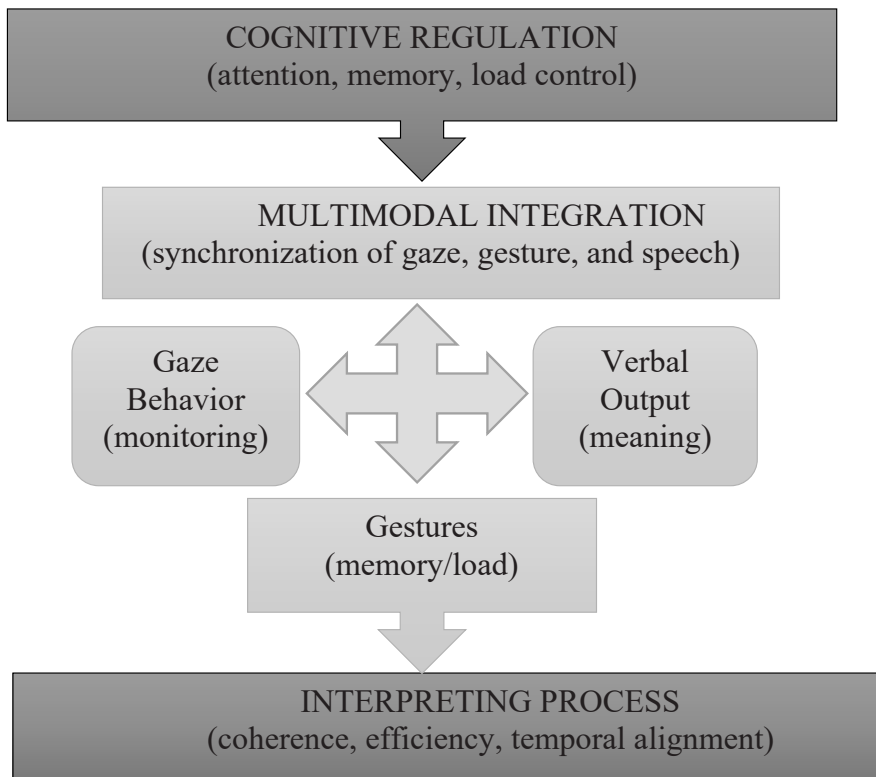 COGNITIVE REGULATION
(attention, memory, load control)
MULTIMODAL INTEGRATION
(synchronization of gaze, gesture, and speech)
Gaze
Behavior
(monitoring)
Verbal
Output
(meaning)
Gestures
(memory/load)
INTERPRETING PROCESS
(coherence, efficiency, temporal alignment)